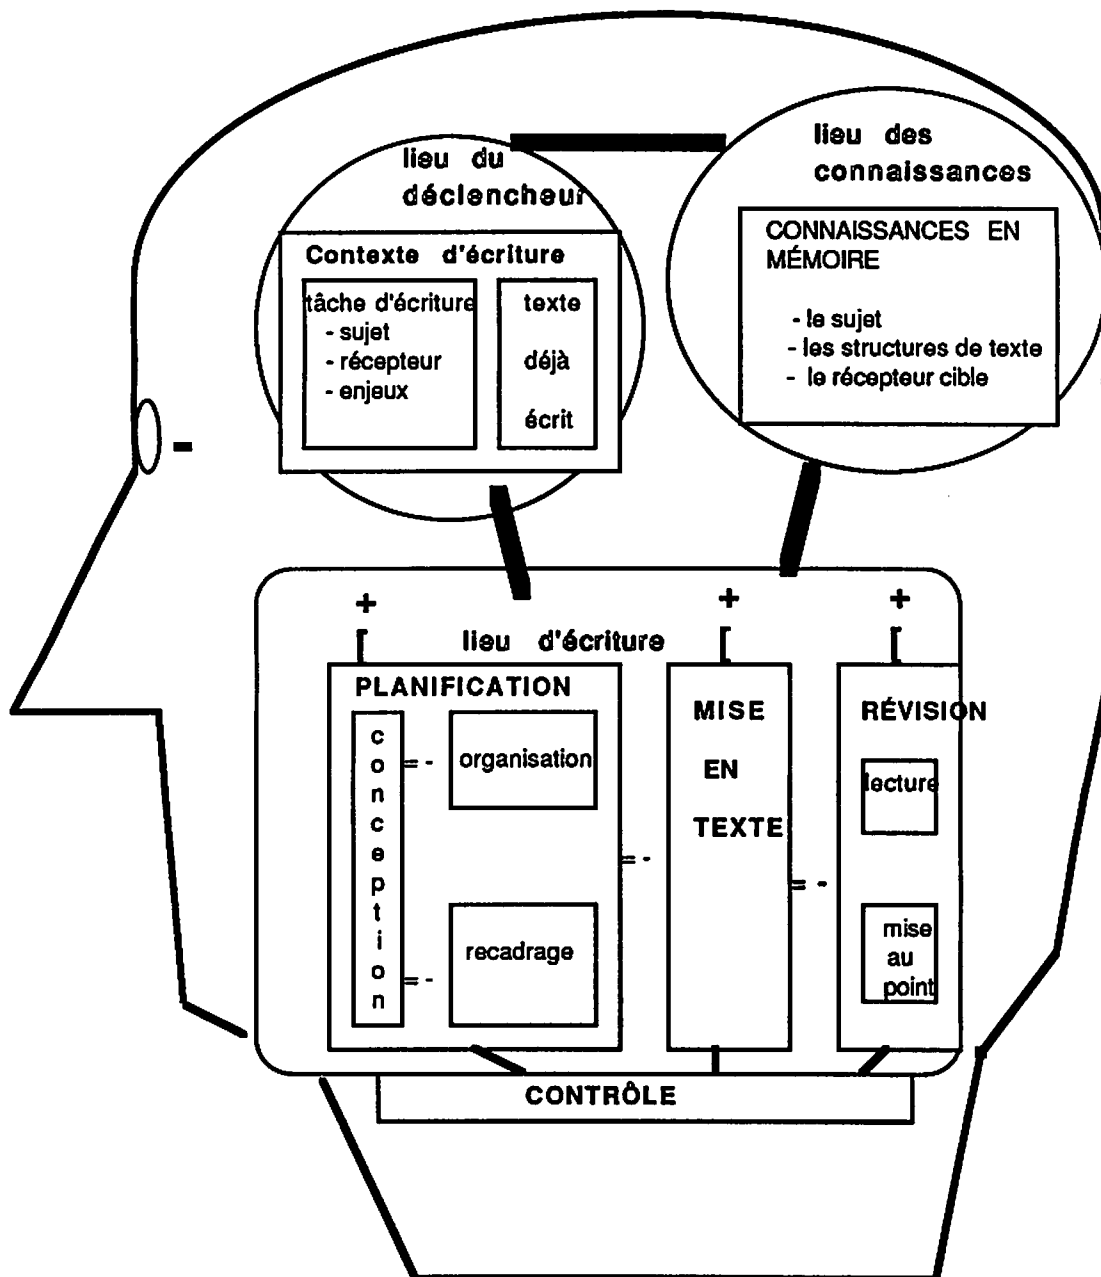 lieu du
déclencheur
Contexte d'écriture
tâche d'écriture
- sujet
- récepteur
- enjeux
texte
déjà
écrit
lieu des
connaissances
CONNAISSANCES EN
MÉMOIRE
- le sujet
- les structures de texte
- le récepteur cible
-
+
+
+
[
[
[
lieu d'écriture
PLANIFICATION
conception
= -
organisation
= -
recadrage
= -
MISE
EN
TEXTE
= -
RÉVISION
lecture
mise
au
point
CONTRÔLE